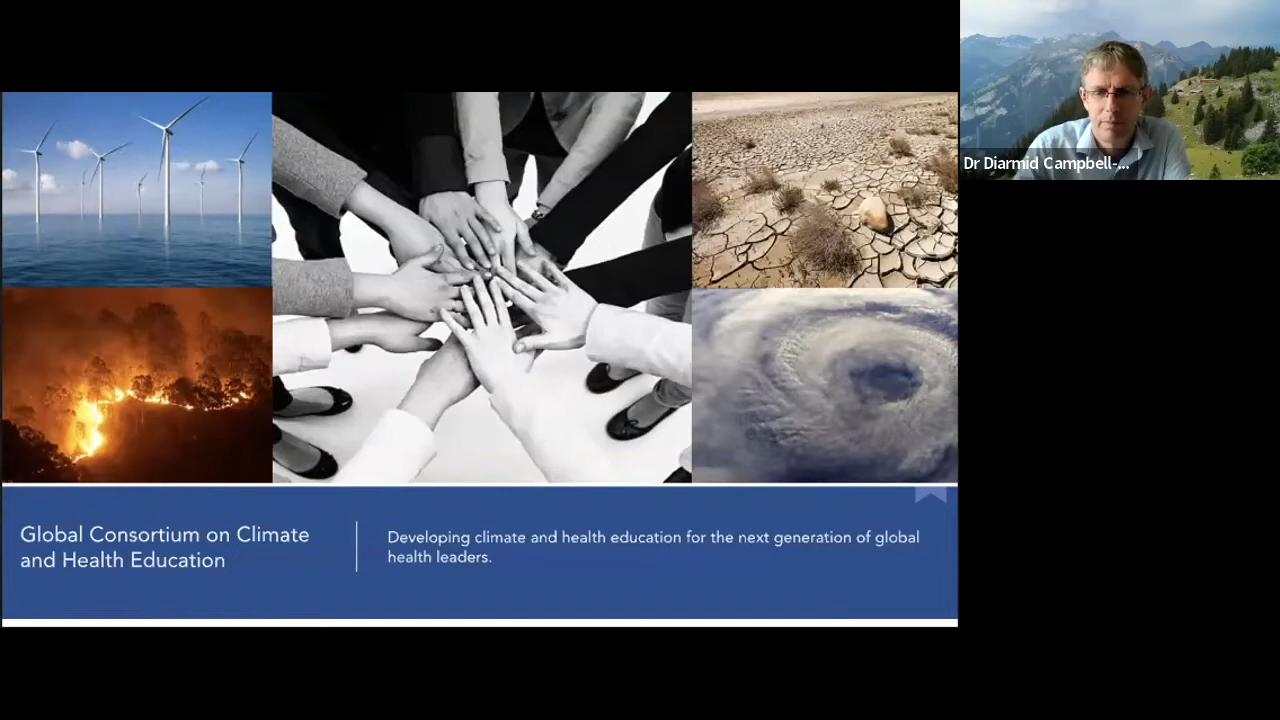 Dr Diarmid Campbell-...
Global Consortium on Climate
and Health Education
Developing climate and health education for the next generation of global
health leaders.